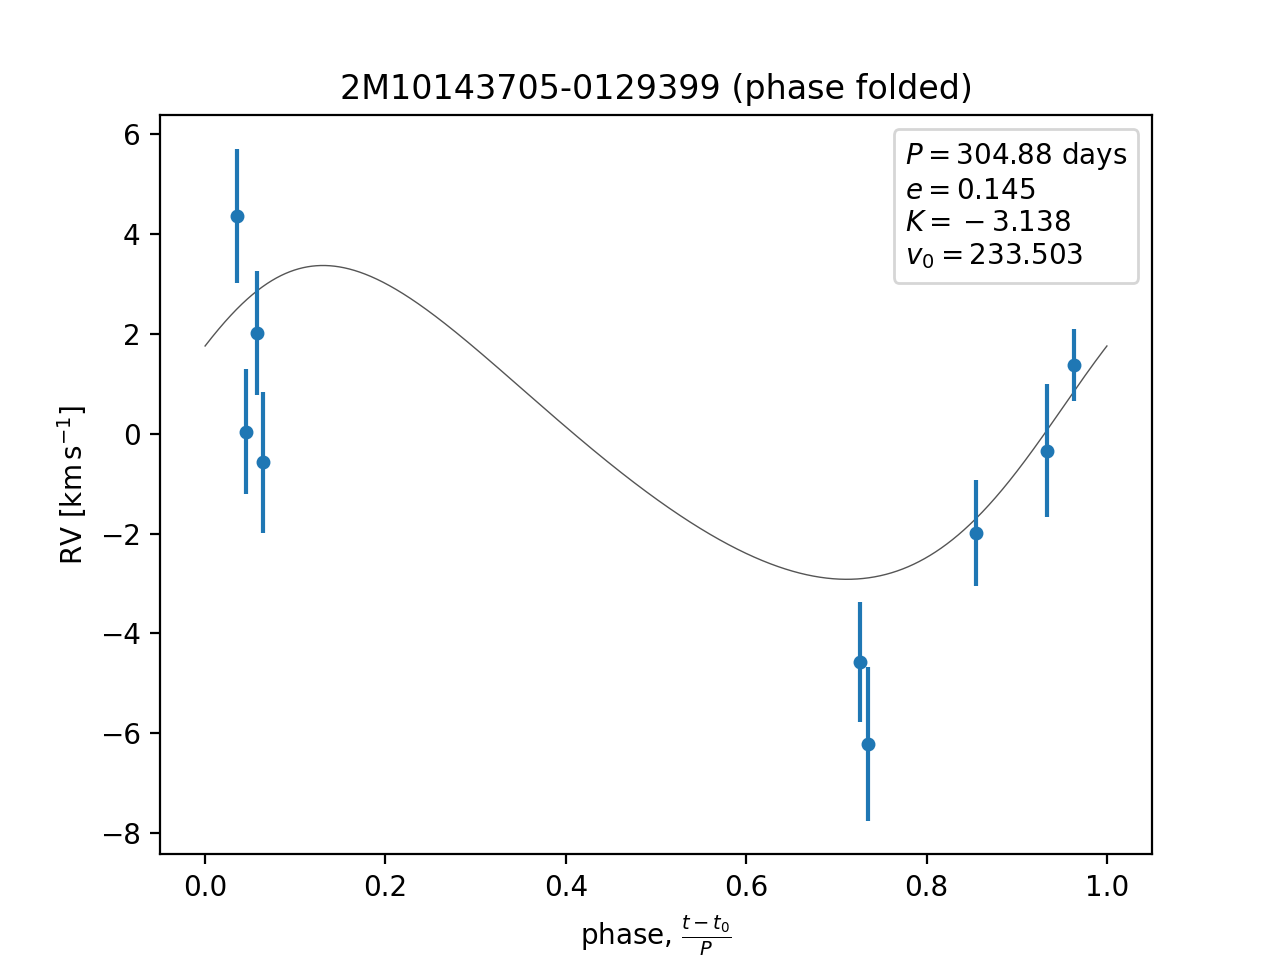 2M10143705-0129399 (phase folded)
P = 304.88 days
e = 0.145
K = −3.138
v₀ = 233.503
RV [km s⁻¹]
6
4
2
0
−2
−4
−6
−8
0.0 0.2 0.4 0.6 0.8 1.0
phase, (t − t₀)/P